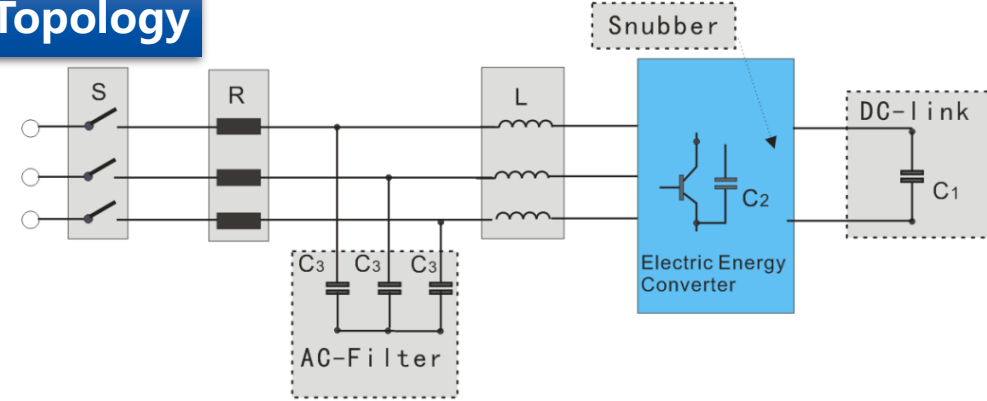 Topology
Snubber
S
R
L
DC-link
C1
C2
Electric Energy
Converter
C3 C3 C3
AC-Filter